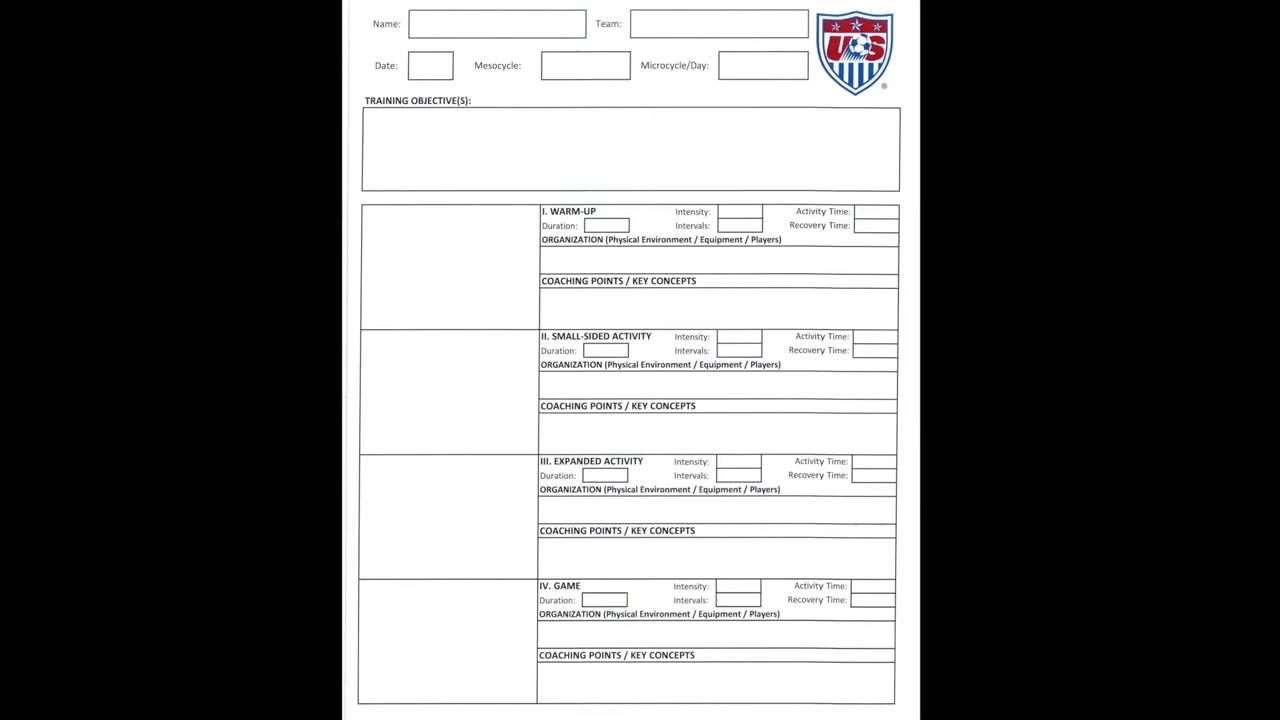 Name: Team:
US
Date: Mesocycle: Microcycle/Day:
®
TRAINING OBJECTIVE(S):
I. WARM-UP Intensity: Activity Time:
Duration: Intervals: Recovery Time:
ORGANIZATION (Physical Environment / Equipment / Players)
COACHING POINTS / KEY CONCEPTS
II. SMALL-SIDED ACTIVITY Intensity: Activity Time:
Duration: Intervals: Recovery Time:
ORGANIZATION (Physical Environment / Equipment / Players)
COACHING POINTS / KEY CONCEPTS
III. EXPANDED ACTIVITY Intensity: Activity Time:
Duration: Intervals: Recovery Time:
ORGANIZATION (Physical Environment / Equipment / Players)
COACHING POINTS / KEY CONCEPTS
IV. GAME Intensity: Activity Time:
Duration: Intervals: Recovery Time:
ORGANIZATION (Physical Environment / Equipment / Players)
COACHING POINTS / KEY CONCEPTS